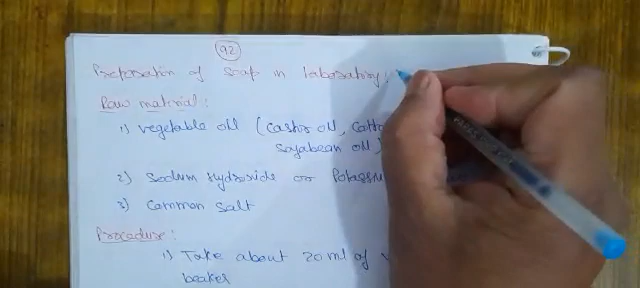 92
Preparation of soap in laboratory!
Raw material :
1) vegetable oil (castor oil,
soyabean oil)
2) Sodium Hydroxide or
3) Common salt
Procedure :
1) Take about 20 ml of
beaker